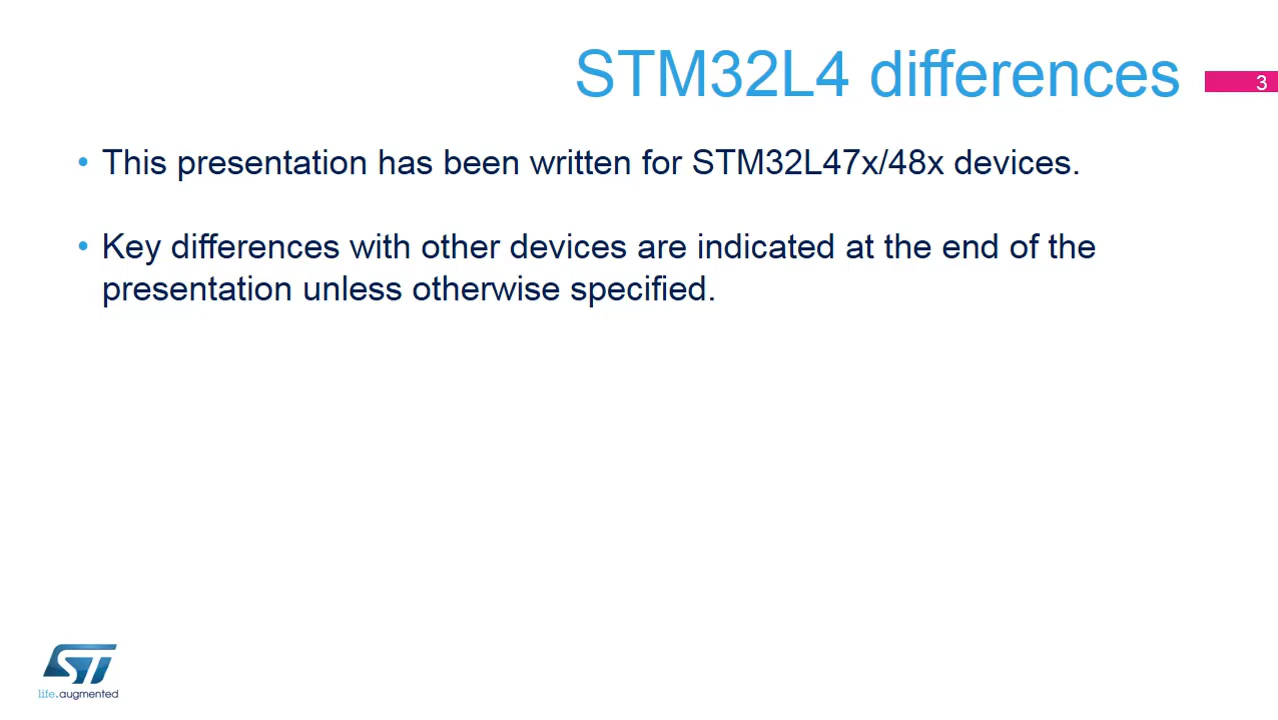 STM32L4 differences
3
• This presentation has been written for STM32L47x/48x devices.
• Key differences with other devices are indicated at the end of the
presentation unless otherwise specified.
ST
life.augmented